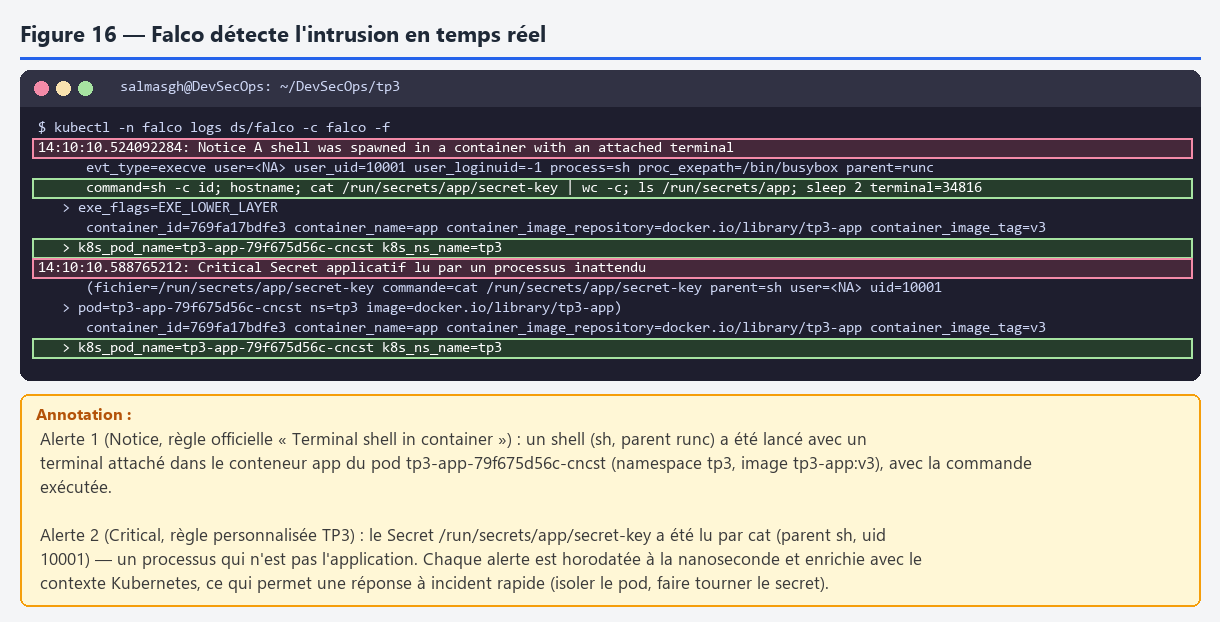 Figure 16 — Falco détecte l'intrusion en temps réel
salmasgh@DevSecOps: ~/DevSecOps/tp3
$ kubectl -n falco logs ds/falco -c falco -f
14:10:10.524092284: Notice A shell was spawned in a container with an attached terminal
evt_type=execve user=<NA> user_uid=10001 user_loginuid=-1 process=sh proc_exepath=/bin/busybox parent=runc
command=sh -c id; hostname; cat /run/secrets/app/secret-key | wc -c; ls /run/secrets/app; sleep 2 terminal=34816
> exe_flags=EXE_LOWER_LAYER
container_id=769fa17bdfe3 container_name=app container_image_repository=docker.io/library/tp3-app container_image_tag=v3
> k8s_pod_name=tp3-app-79f675d56c-cncst k8s_ns_name=tp3
14:10:10.588765212: Critical Secret applicatif lu par un processus inattendu
(fichier=/run/secrets/app/secret-key commande=cat /run/secrets/app/secret-key parent=sh user=<NA> uid=10001
> pod=tp3-app-79f675d56c-cncst ns=tp3 image=docker.io/library/tp3-app)
container_id=769fa17bdfe3 container_name=app container_image_repository=docker.io/library/tp3-app container_image_tag=v3
> k8s_pod_name=tp3-app-79f675d56c-cncst k8s_ns_name=tp3
Annotation :
Alerte 1 (Notice, règle officielle « Terminal shell in container ») : un shell (sh, parent runc) a été lancé avec un
terminal attaché dans le conteneur app du pod tp3-app-79f675d56c-cncst (namespace tp3, image tp3-app:v3), avec la commande
exécutée.
Alerte 2 (Critical, règle personnalisée TP3) : le Secret /run/secrets/app/secret-key a été lu par cat (parent sh, uid
10001) — un processus qui n'est pas l'application. Chaque alerte est horodatée à la nanoseconde et enrichie avec le
contexte Kubernetes, ce qui permet une réponse à incident rapide (isoler le pod, faire tourner le secret).